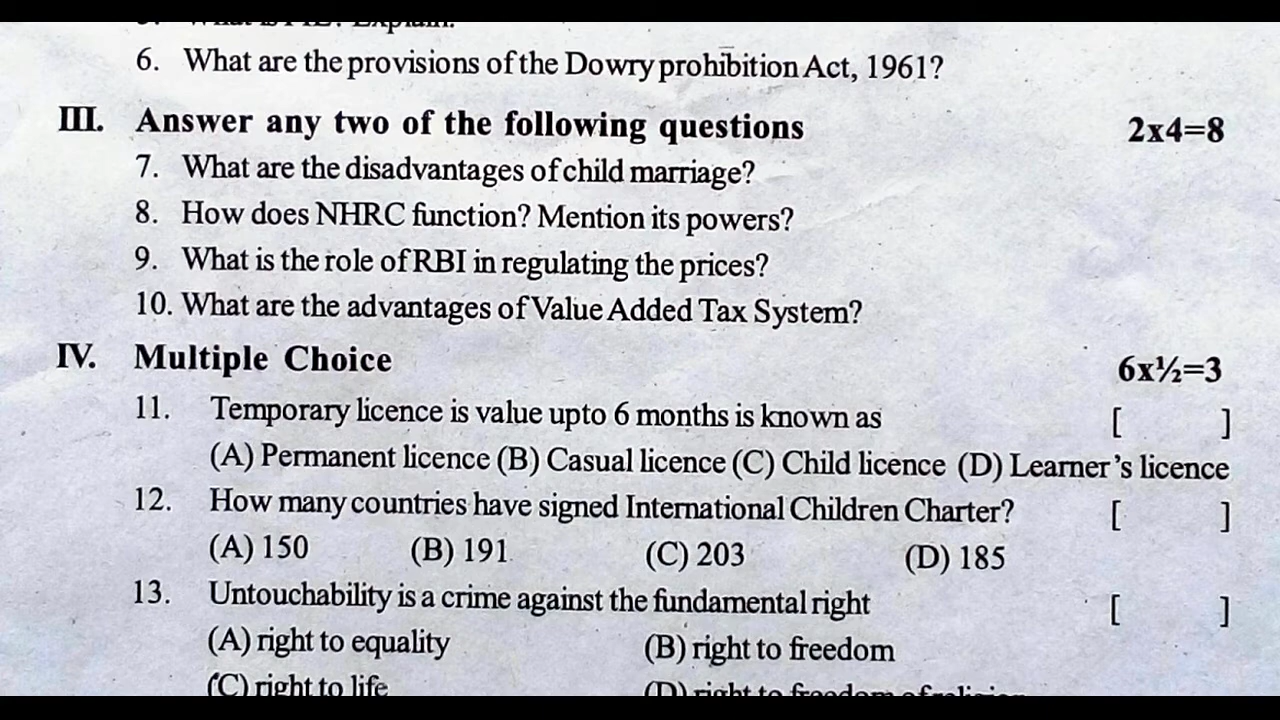 6. What are the provisions of the Dowry prohibition Act, 1961?
III. Answer any two of the following questions 2x4=8
7. What are the disadvantages of child marriage?
8. How does NHRC function? Mention its powers?
9. What is the role of RBI in regulating the prices?
10. What are the advantages of Value Added Tax System?
IV. Multiple Choice 6x½=3
11. Temporary licence is value upto 6 months is known as [ ]
(A) Permanent licence (B) Casual licence (C) Child licence (D) Learner's licence
12. How many countries have signed International Children Charter? [ ]
(A) 150 (B) 191 (C) 203 (D) 185
13. Untouchability is a crime against the fundamental right [ ]
(A) right to equality (B) right to freedom
(C) right to life (D) right to freedom of religion